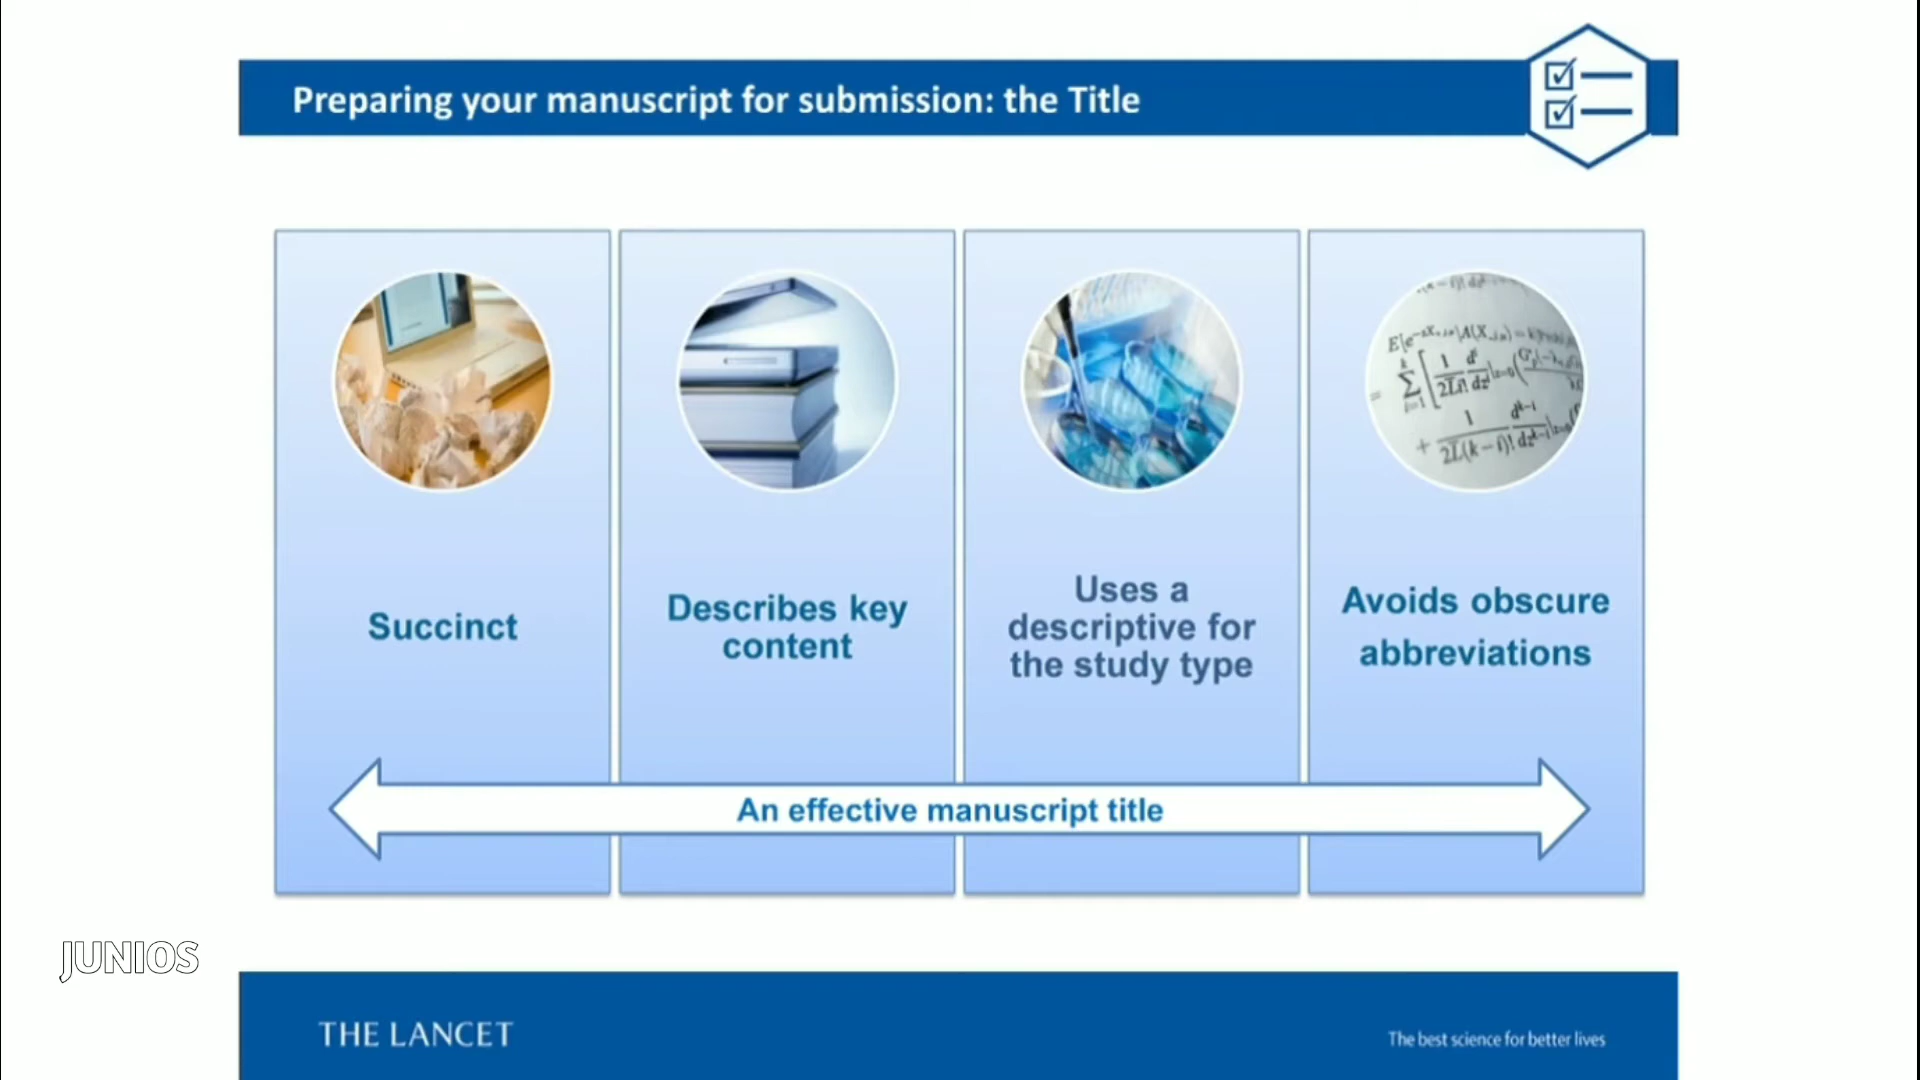 Preparing your manuscript for submission: the Title
Succinct
Describes key
content
Uses a
descriptive for
the study type
Avoids obscure
abbreviations
An effective manuscript title
JUNIOS
THE LANCET
The best science for better lives